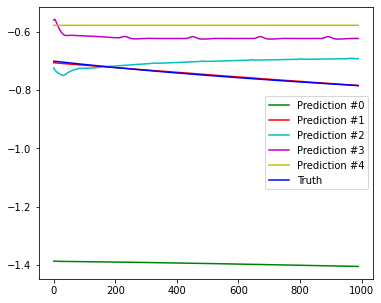 −0.6
−0.8
−1.0
−1.2
−1.4
Prediction #0
Prediction #1
Prediction #2
Prediction #3
Prediction #4
Truth
0 200 400 600 800 1000